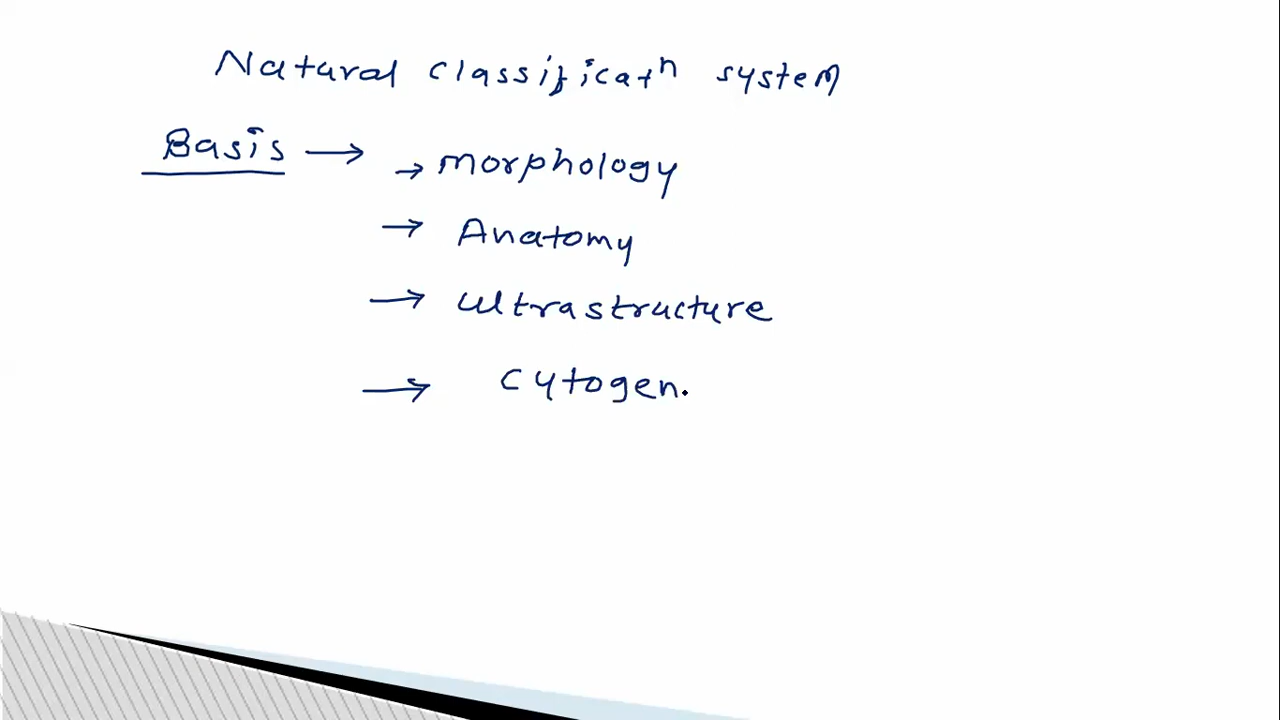 Natural classificatn system
Basis → → morphology
→ Anatomy
→ ultrastructure
→ cytogen